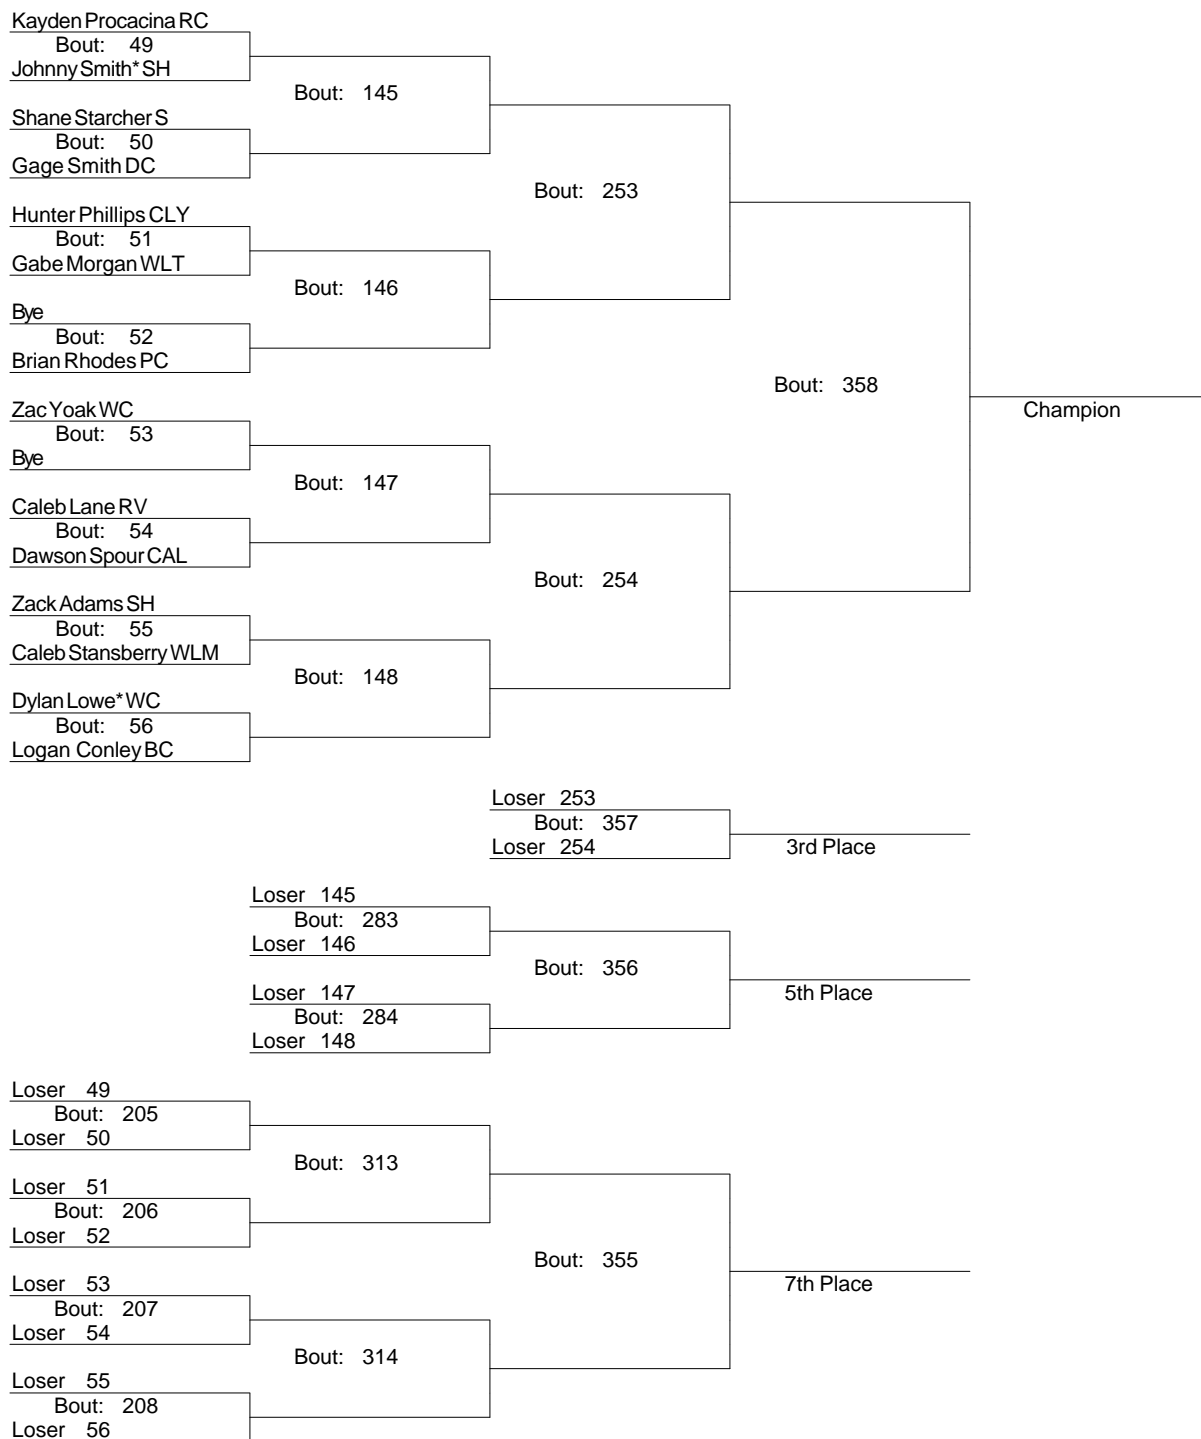 Kayden Procacina RC
Bout: 49
Johnny Smith* SH
Bout: 145
Shane Starcher S
Bout: 50
Gage Smith DC
Bout: 253
Hunter Phillips CLY
Bout: 51
Gabe Morgan WLT
Bout: 146
Bye
Bout: 52
Brian Rhodes PC
Bout: 358
Champion
Zac Yoak WC
Bout: 53
Bye
Bout: 147
Caleb Lane RV
Bout: 54
Dawson Spour CAL
Bout: 254
Zack Adams SH
Bout: 55
Caleb Stansberry WLM
Bout: 148
Dylan Lowe* WC
Bout: 56
Logan Conley BC
Loser 253
Bout: 357
Loser 254
3rd Place
Loser 145
Bout: 283
Loser 146
Bout: 356
Loser 147
5th Place
Bout: 284
Loser 148
Loser 49
Bout: 205
Loser 50
Bout: 313
Loser 51
Bout: 206
Loser 52
Bout: 355
Loser 53
7th Place
Bout: 207
Loser 54
Bout: 314
Loser 55
Bout: 208
Loser 56